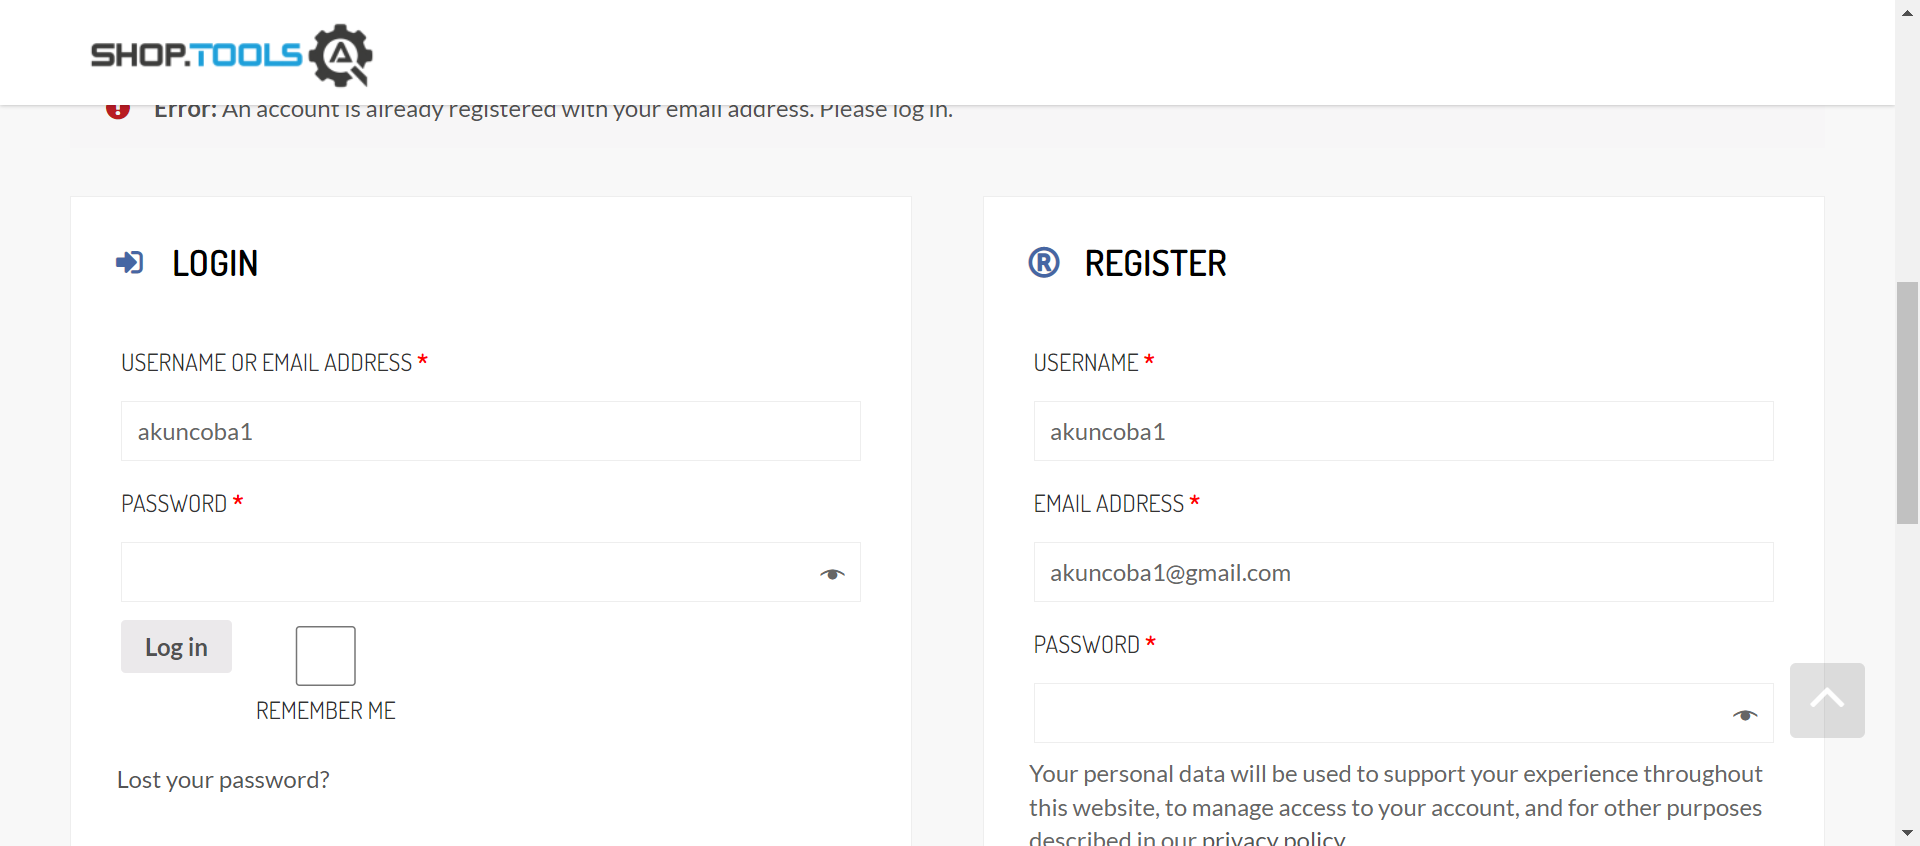 SHOP.TOOLS
Error: An account is already registered with your email address. Please log in.
LOGIN
USERNAME OR EMAIL ADDRESS *
akuncoba1
PASSWORD *
Log in
REMEMBER ME
Lost your password?
® REGISTER
USERNAME *
akuncoba1
EMAIL ADDRESS *
akuncoba1@gmail.com
PASSWORD *
Your personal data will be used to support your experience throughout
this website, to manage access to your account, and for other purposes
described in our privacy policy